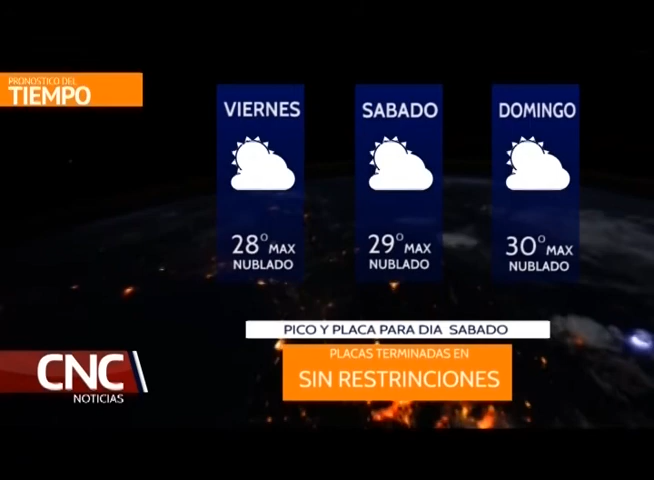 PRONOSTICO DEL
TIEMPO
VIERNES
28° MAX
NUBLADO
SABADO
29° MAX
NUBLADO
DOMINGO
30° MAX
NUBLADO
PICO Y PLACA PARA DIA SABADO
PLACAS TERMINADAS EN
SIN RESTRINCIONES
CNC
NOTICIAS